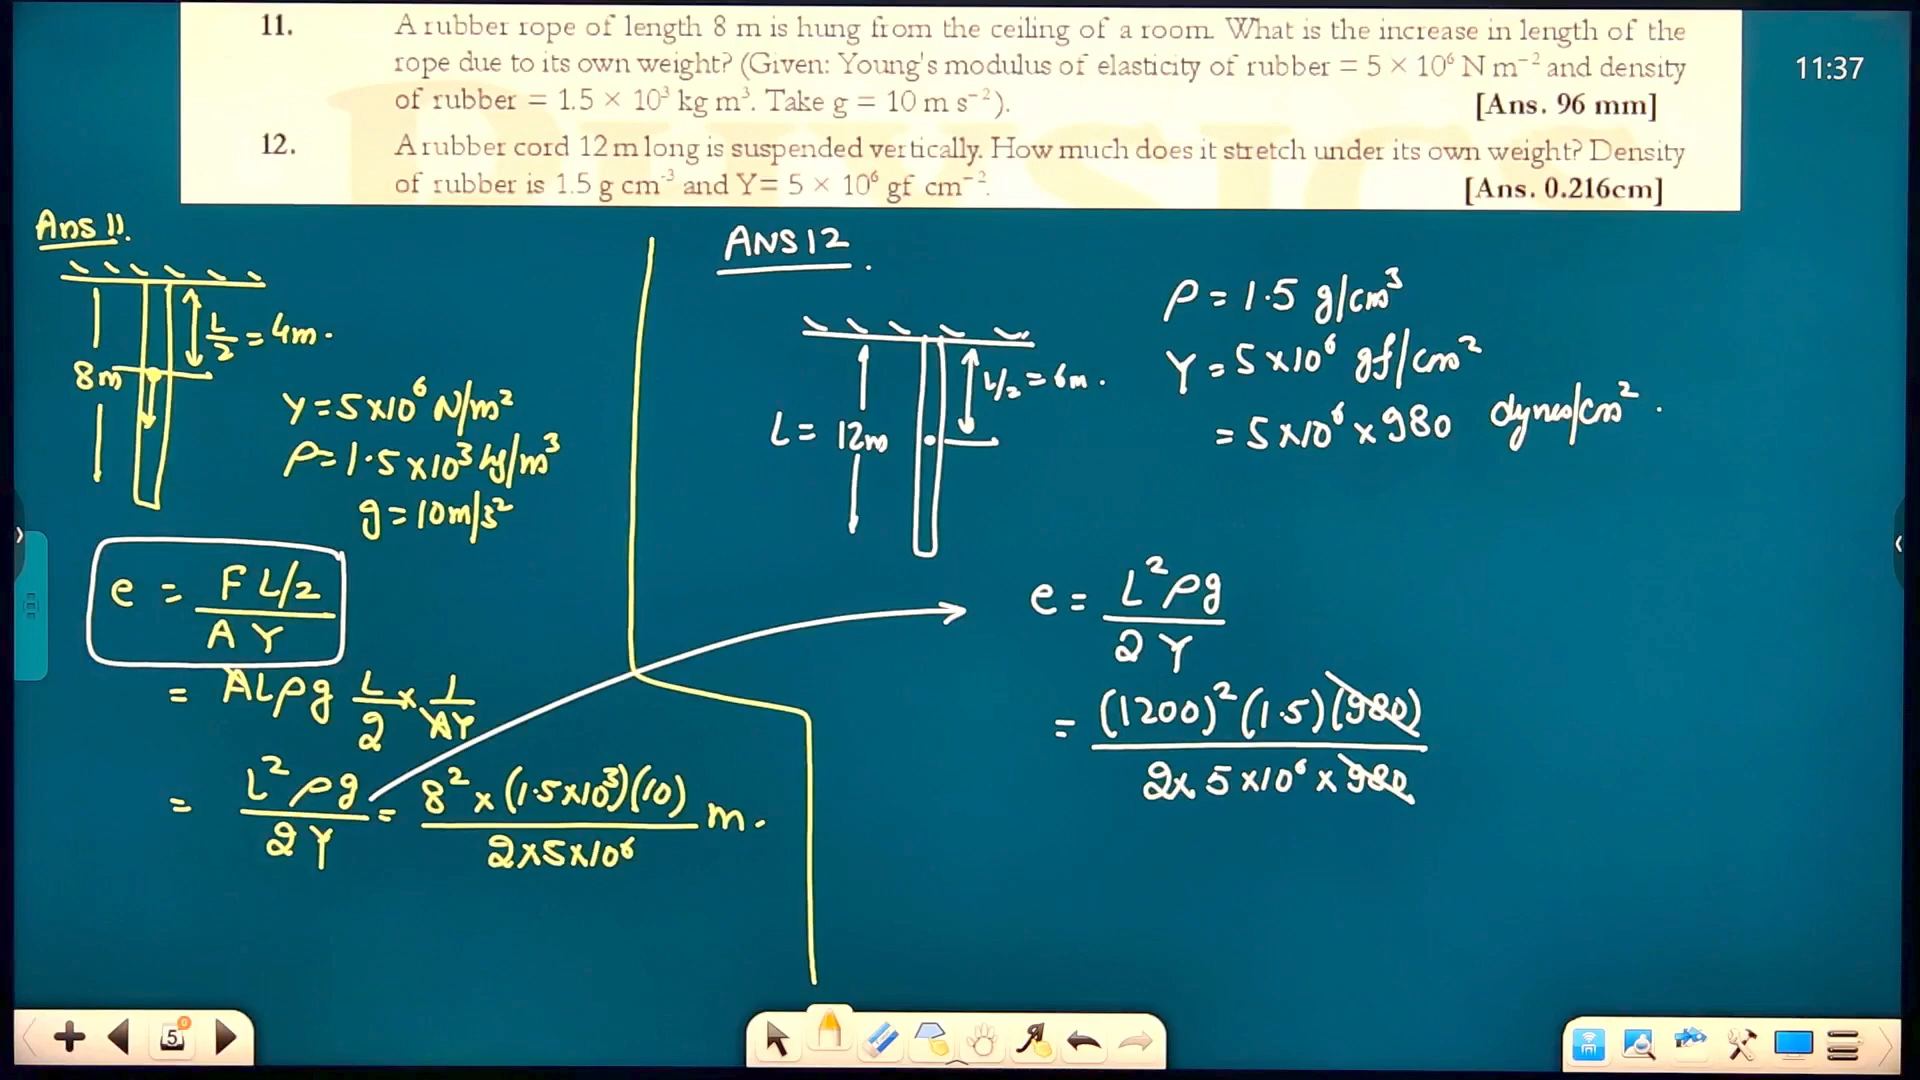 11. A rubber rope of length 8 m is hung from the ceiling of a room. What is the increase in length of the
rope due to its own weight? (Given: Young's modulus of elasticity of rubber = 5 × 10⁶ N m⁻² and density
of rubber = 1.5 × 10³ kg m³. Take g = 10 m s⁻²). [Ans. 96 mm]
12. A rubber cord 12 m long is suspended vertically. How much does it stretch under its own weight? Density
of rubber is 1.5 g cm⁻³ and Y= 5 × 10⁶ gf cm⁻². [Ans. 0.216cm]
11:37
Ans 11.
L/2 = 4m.
8m
Y = 5×10⁶ N/m²
ρ = 1.5×10³ kg/m³
g = 10m/s²
e = F L/2 / A Y
= ALρg L/2 × 1/AY
= L²ρg / 2Y = 8² × (1.5×10³)(10) / 2×5×10⁶ m.
ANS 12.
L/2 = 6m.
L = 12m
ρ = 1.5 g/cm³
Y = 5×10⁶ gf/cm²
= 5×10⁶ × 980 dynes/cm².
e = L²ρg / 2Y
= (1200)² (1.5)(980) / 2× 5×10⁶ × 980
5
0